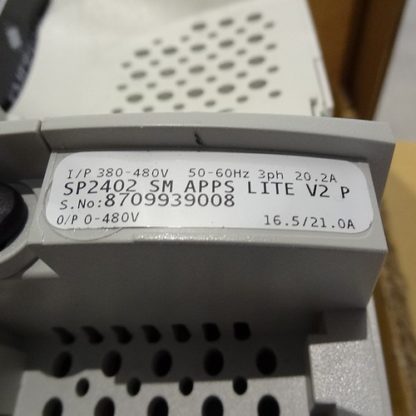 I/P 380-480V 50-60Hz 3ph 20.2A
SP2402 SM APPS LITE V2 P
S.No:8709939008
O/P 0-480V 16.5/21.0A